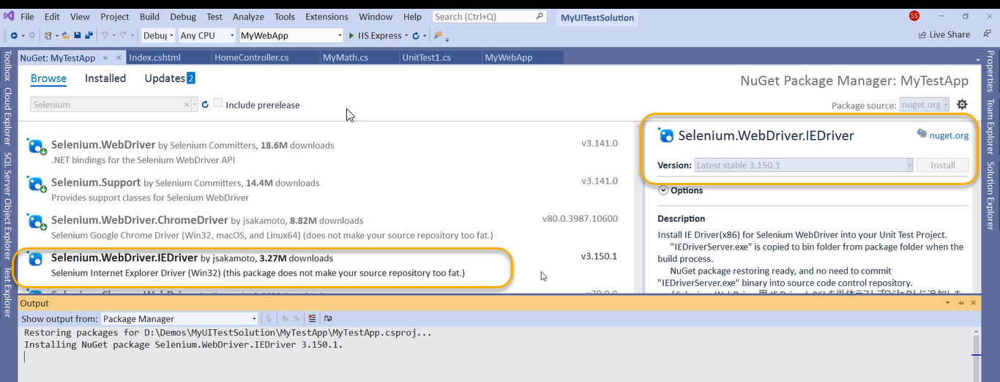 File Edit View Project Build Debug Test Analyze Tools Extensions Window Help Search (Ctrl+Q) MyUITestSolution SS
Debug Any CPU MyWebApp IIS Express Live Share
Toolbox
Cloud Explorer
SQL Server Object Explorer
Test Explorer
NuGet: MyTestApp Index.cshtml HomeController.cs MyMath.cs UnitTest1.cs MyWebApp
Browse Installed Updates 2
NuGet Package Manager: MyTestApp
Selenium Include prerelease
Package source: nuget.org
Selenium.WebDriver by Selenium Committers, 18.6M downloads v3.141.0
.NET bindings for the Selenium WebDriver API
Selenium.Support by Selenium Committers, 14.4M downloads v3.141.0
Provides support classes for Selenium WebDriver
Selenium.WebDriver.ChromeDriver by jsakamoto, 8.82M downloads v80.0.3987.10600
Selenium Google Chrome Driver (Win32, macOS, and Linux64) (does not make your source repository too fat.)
Selenium.WebDriver.IEDriver by jsakamoto, 3.27M downloads v3.150.1
Selenium Internet Explorer Driver (Win32) (this package does not make your source repository too fat.)
Selenium.WebDriver.IEDriver nuget.org
Version: Latest stable 3.150.1 Install
Options
Description
Install IE Driver(x86) for Selenium WebDriver into your Unit Test Project.
"IEDriverServer.exe" is copied to bin folder from package folder when the
build process.
NuGet package restoring ready, and no need to commit
"IEDriverServer.exe" binary into source code control repository.
Properties
Team Explorer
Solution Explorer
Output
Show output from: Package Manager
Restoring packages for D:\Demos\MyUITestSolution\MyTestApp\MyTestApp.csproj...
Installing NuGet package Selenium.WebDriver.IEDriver 3.150.1.